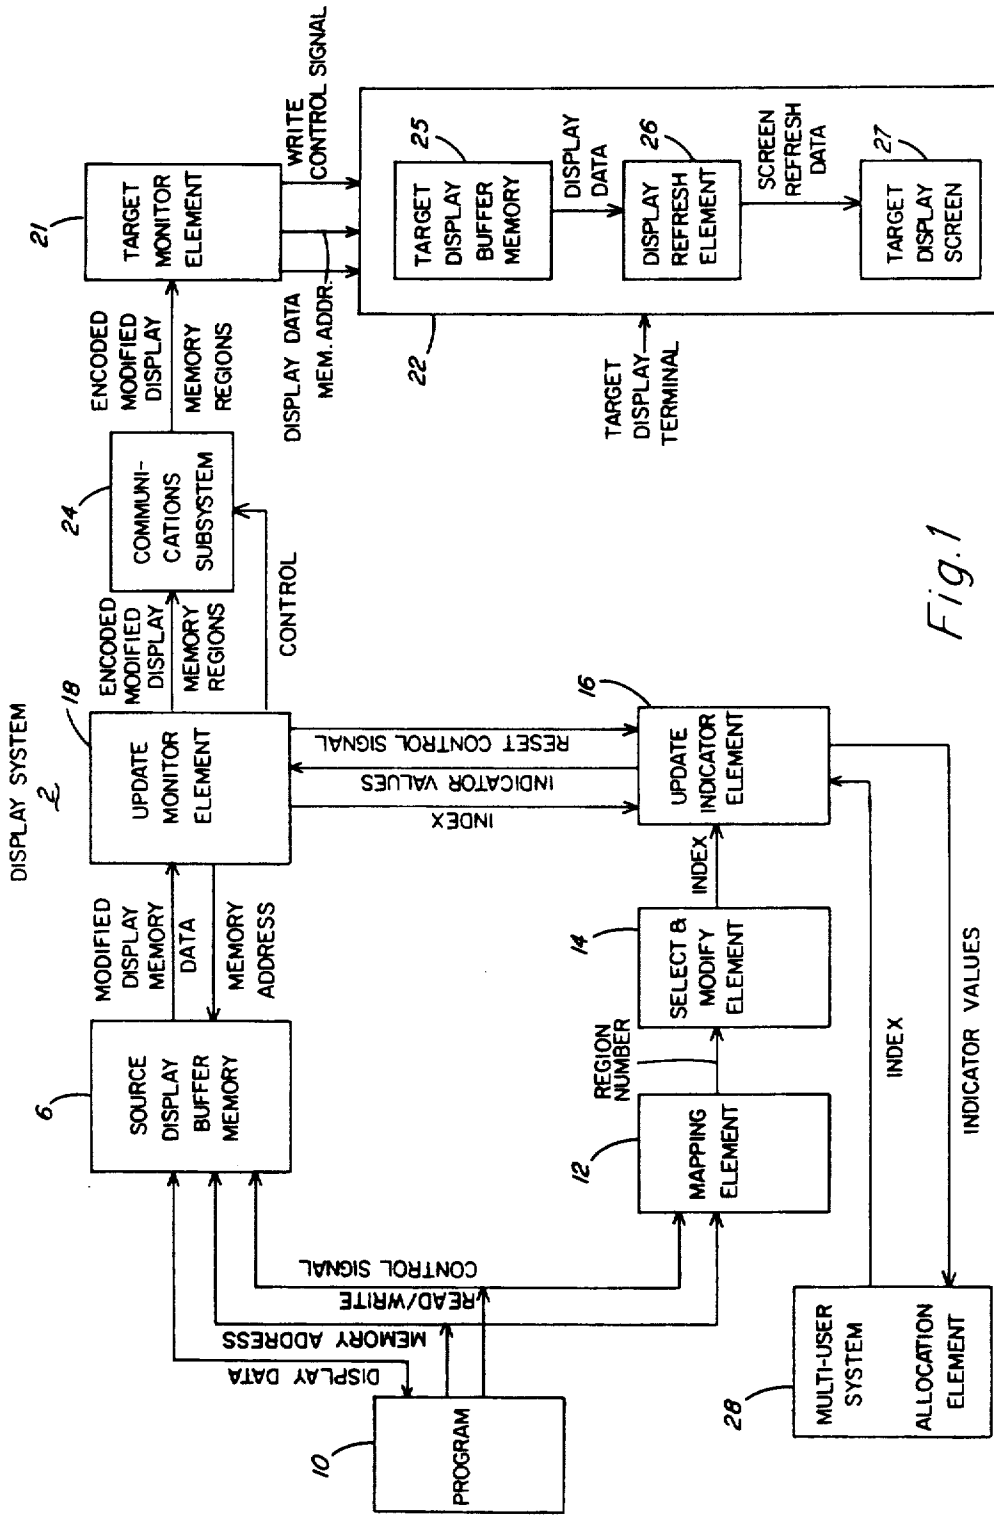 DISPLAY SYSTEM
2
10
PROGRAM
DISPLAY DATA
MEMORY ADDRESS
READ/WRITE
CONTROL SIGNAL
6
SOURCE
DISPLAY
BUFFER
MEMORY
MODIFIED
DISPLAY
MEMORY
DATA
MEMORY
ADDRESS
18
UPDATE
MONITOR
ELEMENT
ENCODED
MODIFIED
DISPLAY
MEMORY
REGIONS
CONTROL
24
COMMUNI-
CATIONS
SUBSYSTEM
ENCODED
MODIFIED
DISPLAY
MEMORY
REGIONS
21
TARGET
MONITOR
ELEMENT
DISPLAY DATA
MEM. ADDR.
WRITE
CONTROL SIGNAL
22
TARGET
DISPLAY
TERMINAL
25
TARGET
DISPLAY
BUFFER
MEMORY
DISPLAY
DATA
26
DISPLAY
REFRESH
ELEMENT
SCREEN
REFRESH
DATA
27
TARGET
DISPLAY
SCREEN
INDEX
INDICATOR VALUES
RESET CONTROL SIGNAL
12
MAPPING
ELEMENT
REGION
NUMBER
14
SELECT &
MODIFY
ELEMENT
INDEX
16
UPDATE
INDICATOR
ELEMENT
28
MULTI-USER
SYSTEM
ALLOCATION
ELEMENT
INDEX
INDICATOR VALUES
Fig. 1